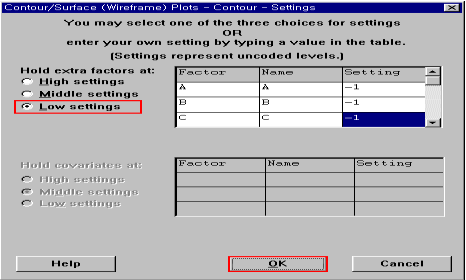 Contour/Surface (Wireframe) Plots - Contour - Settings
You may select one of the three choices for settings
OR
enter your own setting by typing a value in the table.
(Settings represent uncoded levels.)
Hold extra factors at:
High settings
Middle settings
Low settings
Factor Name Setting
A A -1
B B -1
C C -1
Hold covariates at:
High settings
Middle settings
Low settings
Factor Name Setting
Help OK Cancel